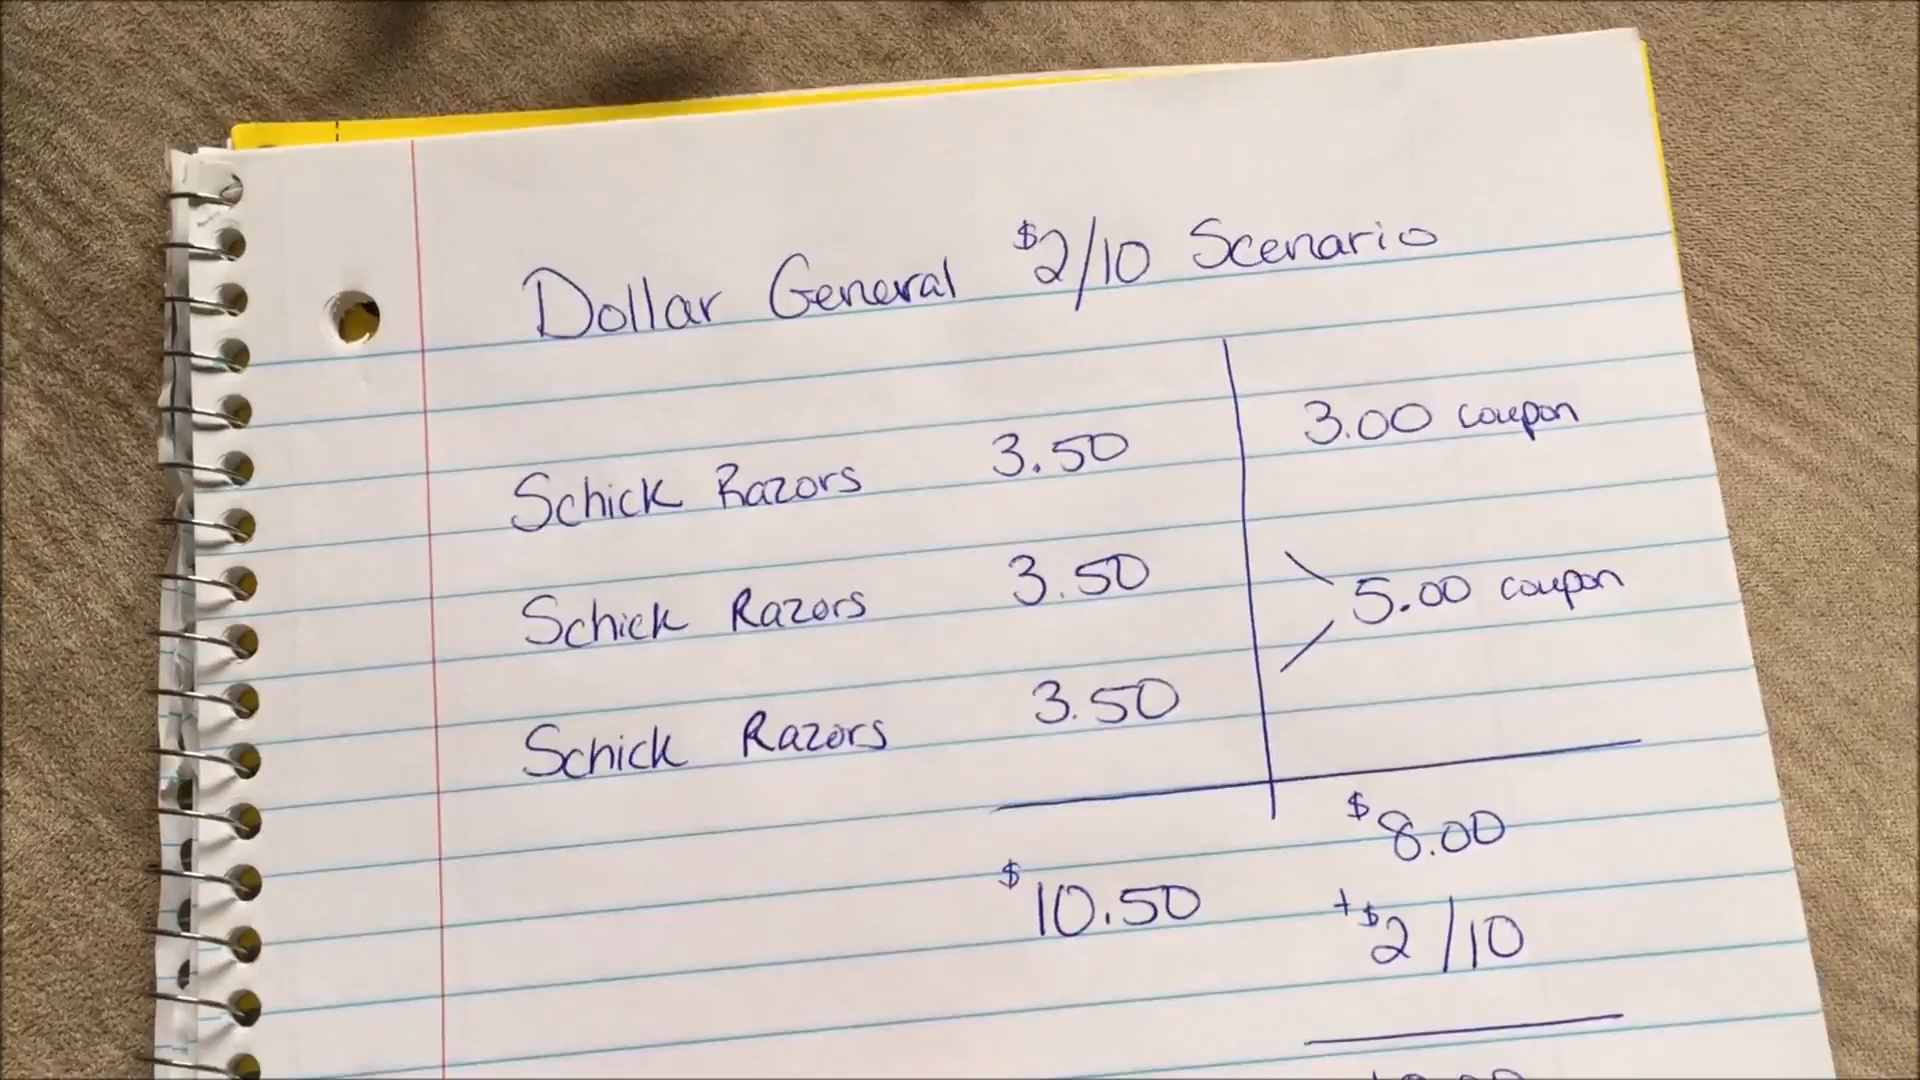 Dollar General $2/10 Scenario
Schick Razors 3.50 3.00 coupon
Schick Razors 3.50 5.00 coupon
Schick Razors 3.50
$10.50 $8.00
+$2/10